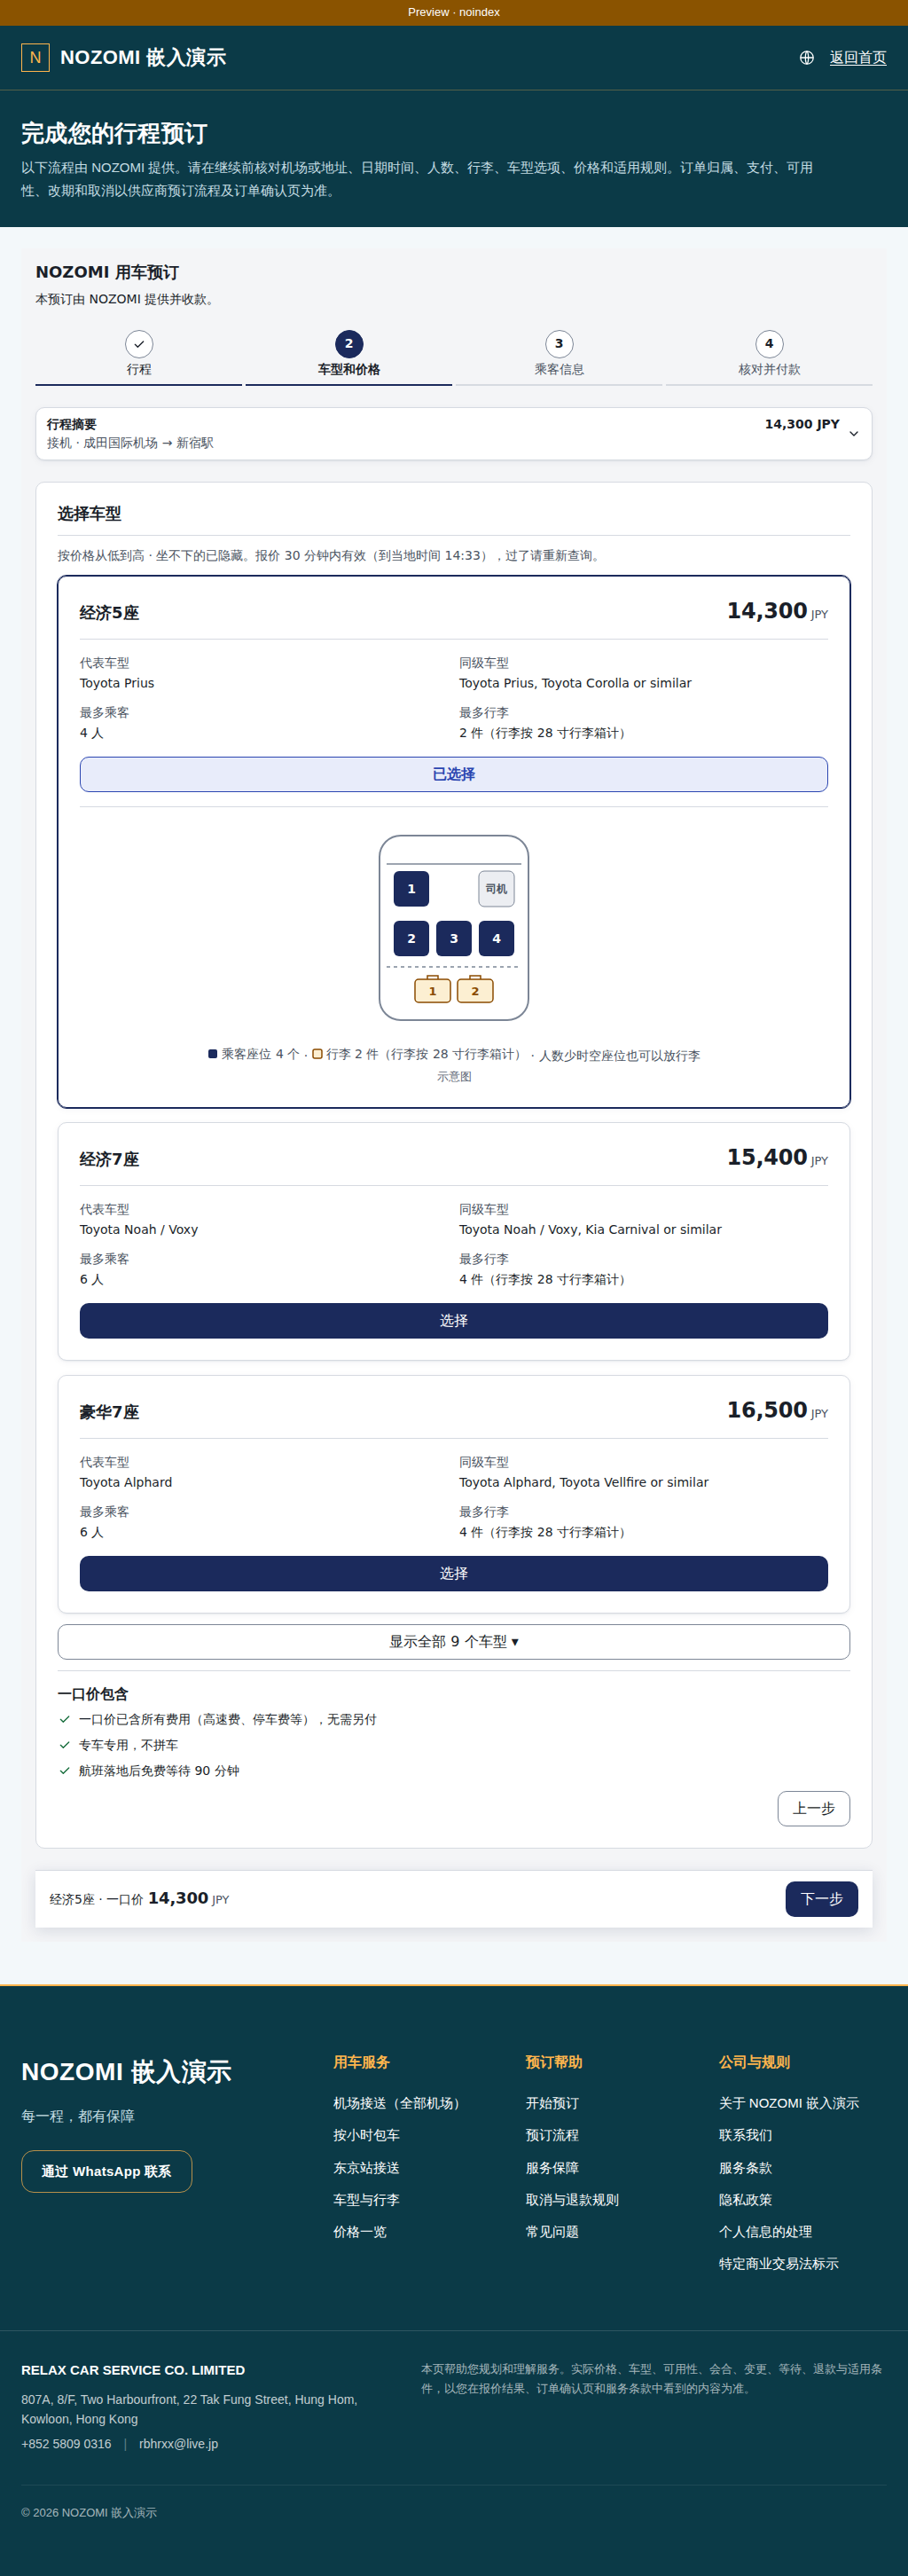 Preview · noindex
N NOZOMI 嵌入演示
返回首页
完成您的行程预订
以下流程由 NOZOMI 提供。请在继续前核对机场或地址、日期时间、人数、行李、车型选项、价格和适用规则。订单归属、支付、可用
性、改期和取消以供应商预订流程及订单确认页为准。
NOZOMI 用车预订
本预订由 NOZOMI 提供并收款。
行程
2 车型和价格
3 乘客信息
4 核对并付款
行程摘要 14,300 JPY
接机 · 成田国际机场 → 新宿駅
选择车型
按价格从低到高 · 坐不下的已隐藏。报价 30 分钟内有效（到当地时间 14:33），过了请重新查询。
经济5座 14,300 JPY
代表车型 同级车型
Toyota Prius Toyota Prius, Toyota Corolla or similar
最多乘客 最多行李
4 人 2 件（行李按 28 寸行李箱计）
已选择
1 司机
2 3 4
1 2
乘客座位 4 个 · 行李 2 件（行李按 28 寸行李箱计） · 人数少时空座位也可以放行李
示意图
经济7座 15,400 JPY
代表车型 同级车型
Toyota Noah / Voxy Toyota Noah / Voxy, Kia Carnival or similar
最多乘客 最多行李
6 人 4 件（行李按 28 寸行李箱计）
选择
豪华7座 16,500 JPY
代表车型 同级车型
Toyota Alphard Toyota Alphard, Toyota Vellfire or similar
最多乘客 最多行李
6 人 4 件（行李按 28 寸行李箱计）
选择
显示全部 9 个车型 ▾
一口价包含
一口价已含所有费用（高速费、停车费等），无需另付
专车专用，不拼车
航班落地后免费等待 90 分钟
上一步
经济5座 · 一口价 14,300 JPY
下一步
NOZOMI 嵌入演示
每一程，都有保障
通过 WhatsApp 联系
用车服务
机场接送（全部机场）
按小时包车
东京站接送
车型与行李
价格一览
预订帮助
开始预订
预订流程
服务保障
取消与退款规则
常见问题
公司与规则
关于 NOZOMI 嵌入演示
联系我们
服务条款
隐私政策
个人信息的处理
特定商业交易法标示
RELAX CAR SERVICE CO. LIMITED
807A, 8/F, Two Harbourfront, 22 Tak Fung Street, Hung Hom,
Kowloon, Hong Kong
+852 5809 0316 | rbhrxx@live.jp
本页帮助您规划和理解服务。实际价格、车型、可用性、会合、变更、等待、退款与适用条
件，以您在报价结果、订单确认页和服务条款中看到的内容为准。
© 2026 NOZOMI 嵌入演示